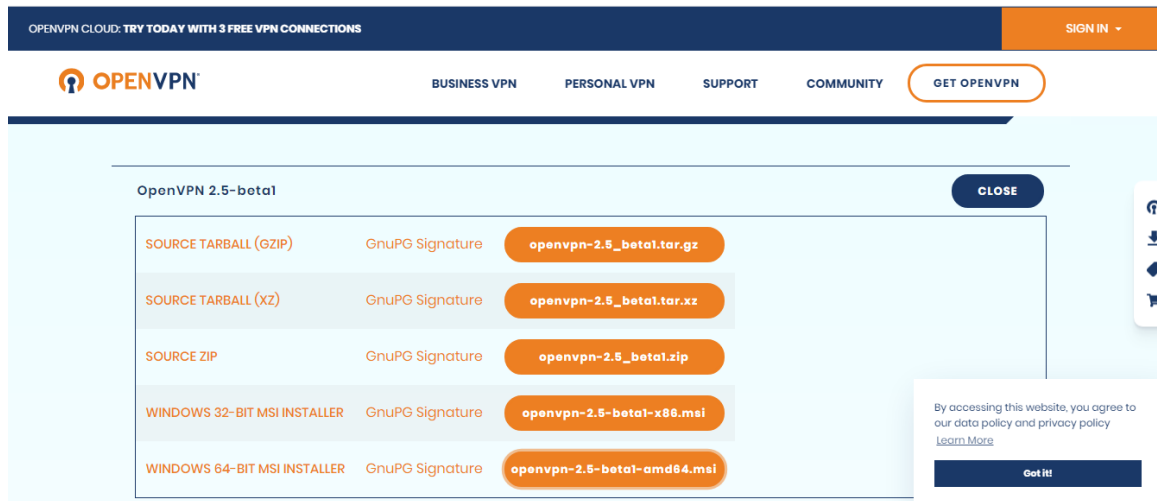 OPENVPN CLOUD: TRY TODAY WITH 3 FREE VPN CONNECTIONS
SIGN IN
OPENVPN
BUSINESS VPN
PERSONAL VPN
SUPPORT
COMMUNITY
GET OPENVPN
OpenVPN 2.5-beta1
CLOSE
SOURCE TARBALL (GZIP) GnuPG Signature openvpn-2.5_beta1.tar.gz
SOURCE TARBALL (XZ) GnuPG Signature openvpn-2.5_beta1.tar.xz
SOURCE ZIP GnuPG Signature openvpn-2.5_beta1.zip
WINDOWS 32-BIT MSI INSTALLER GnuPG Signature openvpn-2.5-beta1-x86.msi
WINDOWS 64-BIT MSI INSTALLER GnuPG Signature openvpn-2.5-beta1-amd64.msi
By accessing this website, you agree to
our data policy and privacy policy
Learn More
Got it!